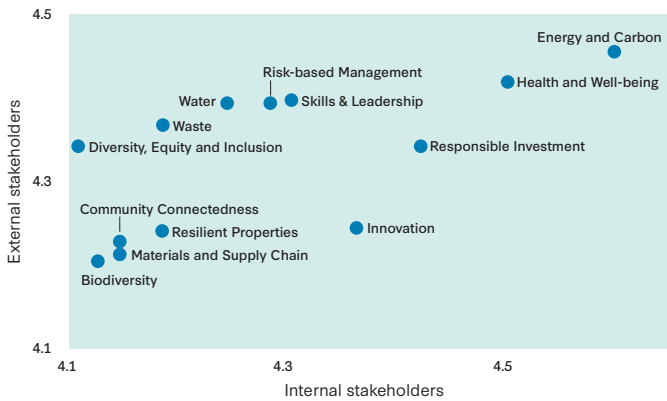 4.5
Energy and Carbon
Risk-based Management
Health and Well-being
Water
Skills & Leadership
Waste
Diversity, Equity and Inclusion
Responsible Investment
External stakeholders
4.3
Community Connectedness
Resilient Properties
Innovation
Materials and Supply Chain
Biodiversity
4.1
4.1
4.3
4.5
Internal stakeholders